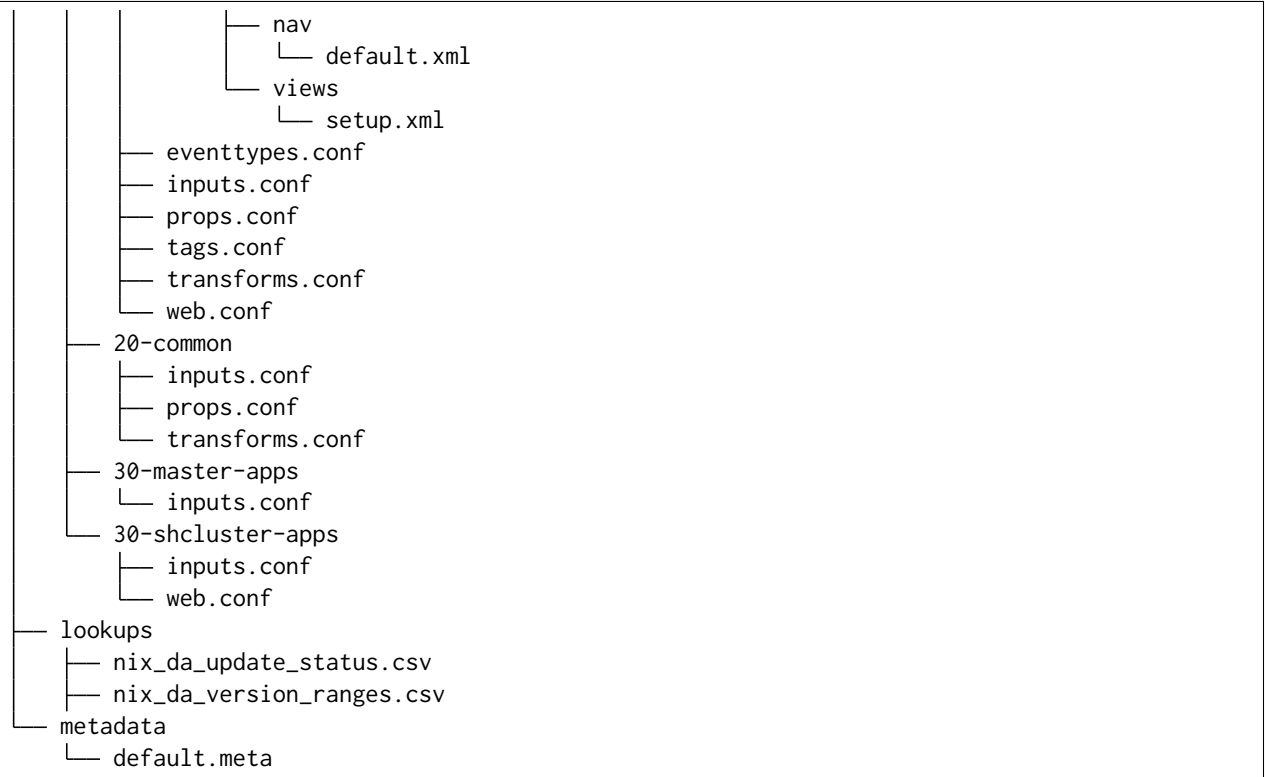 │   │   │       ├── nav
│   │   │       │   └── default.xml
│   │   │       └── views
│   │   │           └── setup.xml
│   │   ├── eventtypes.conf
│   │   ├── inputs.conf
│   │   ├── props.conf
│   │   ├── tags.conf
│   │   ├── transforms.conf
│   │   └── web.conf
│   ├── 20-common
│   │   ├── inputs.conf
│   │   ├── props.conf
│   │   └── transforms.conf
│   ├── 30-master-apps
│   │   └── inputs.conf
│   └── 30-shcluster-apps
│       ├── inputs.conf
│       └── web.conf
├── lookups
│   ├── nix_da_update_status.csv
│   ├── nix_da_version_ranges.csv
└── metadata
    └── default.meta